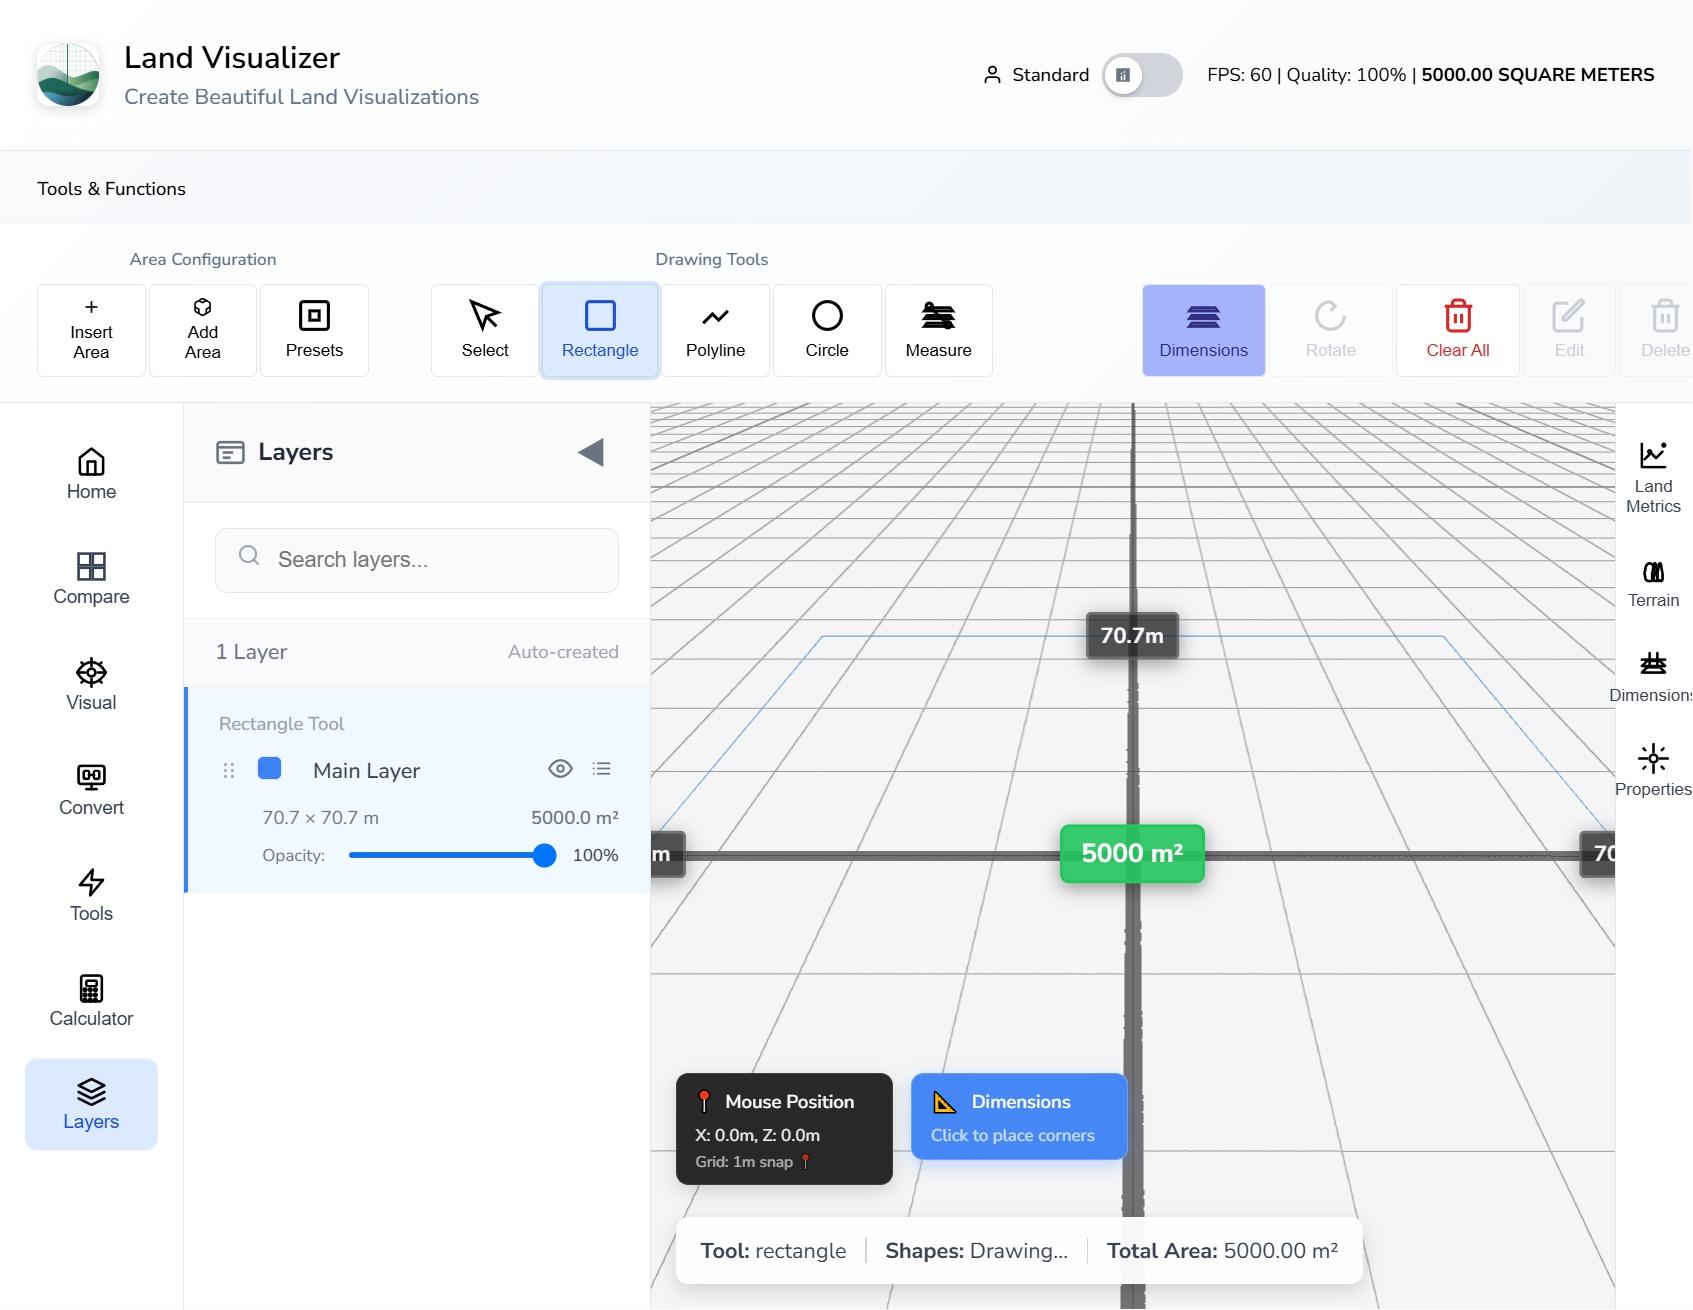 Land Visualizer
Create Beautiful Land Visualizations
Standard
FPS: 60 | Quality: 100% | 5000.00 SQUARE METERS
Tools & Functions
Area Configuration
Drawing Tools
Insert
Area
Add
Area
Presets
Select
Rectangle
Polyline
Circle
Measure
Dimensions
Rotate
Clear All
Edit
Delete
Home
Compare
Visual
Convert
Tools
Calculator
Layers
Layers
Search layers...
1 Layer
Auto-created
Rectangle Tool
Main Layer
70.7 × 70.7 m
5000.0 m²
Opacity:
100%
70.7m
m
5000 m²
70
Mouse Position
X: 0.0m, Z: 0.0m
Grid: 1m snap
Dimensions
Click to place corners
Tool: rectangle
Shapes: Drawing...
Total Area: 5000.00 m²
Land
Metrics
Terrain
Dimensions
Properties